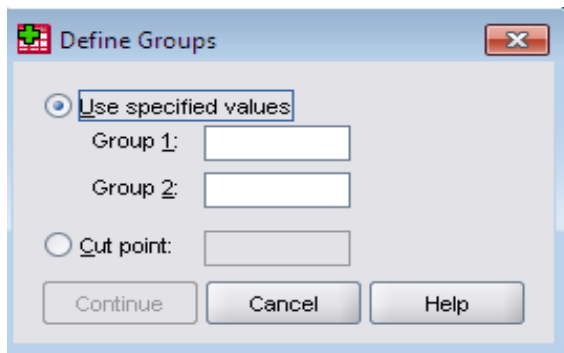 Define Groups
Use specified values
Group 1:
Group 2:
Cut point:
Continue Cancel Help